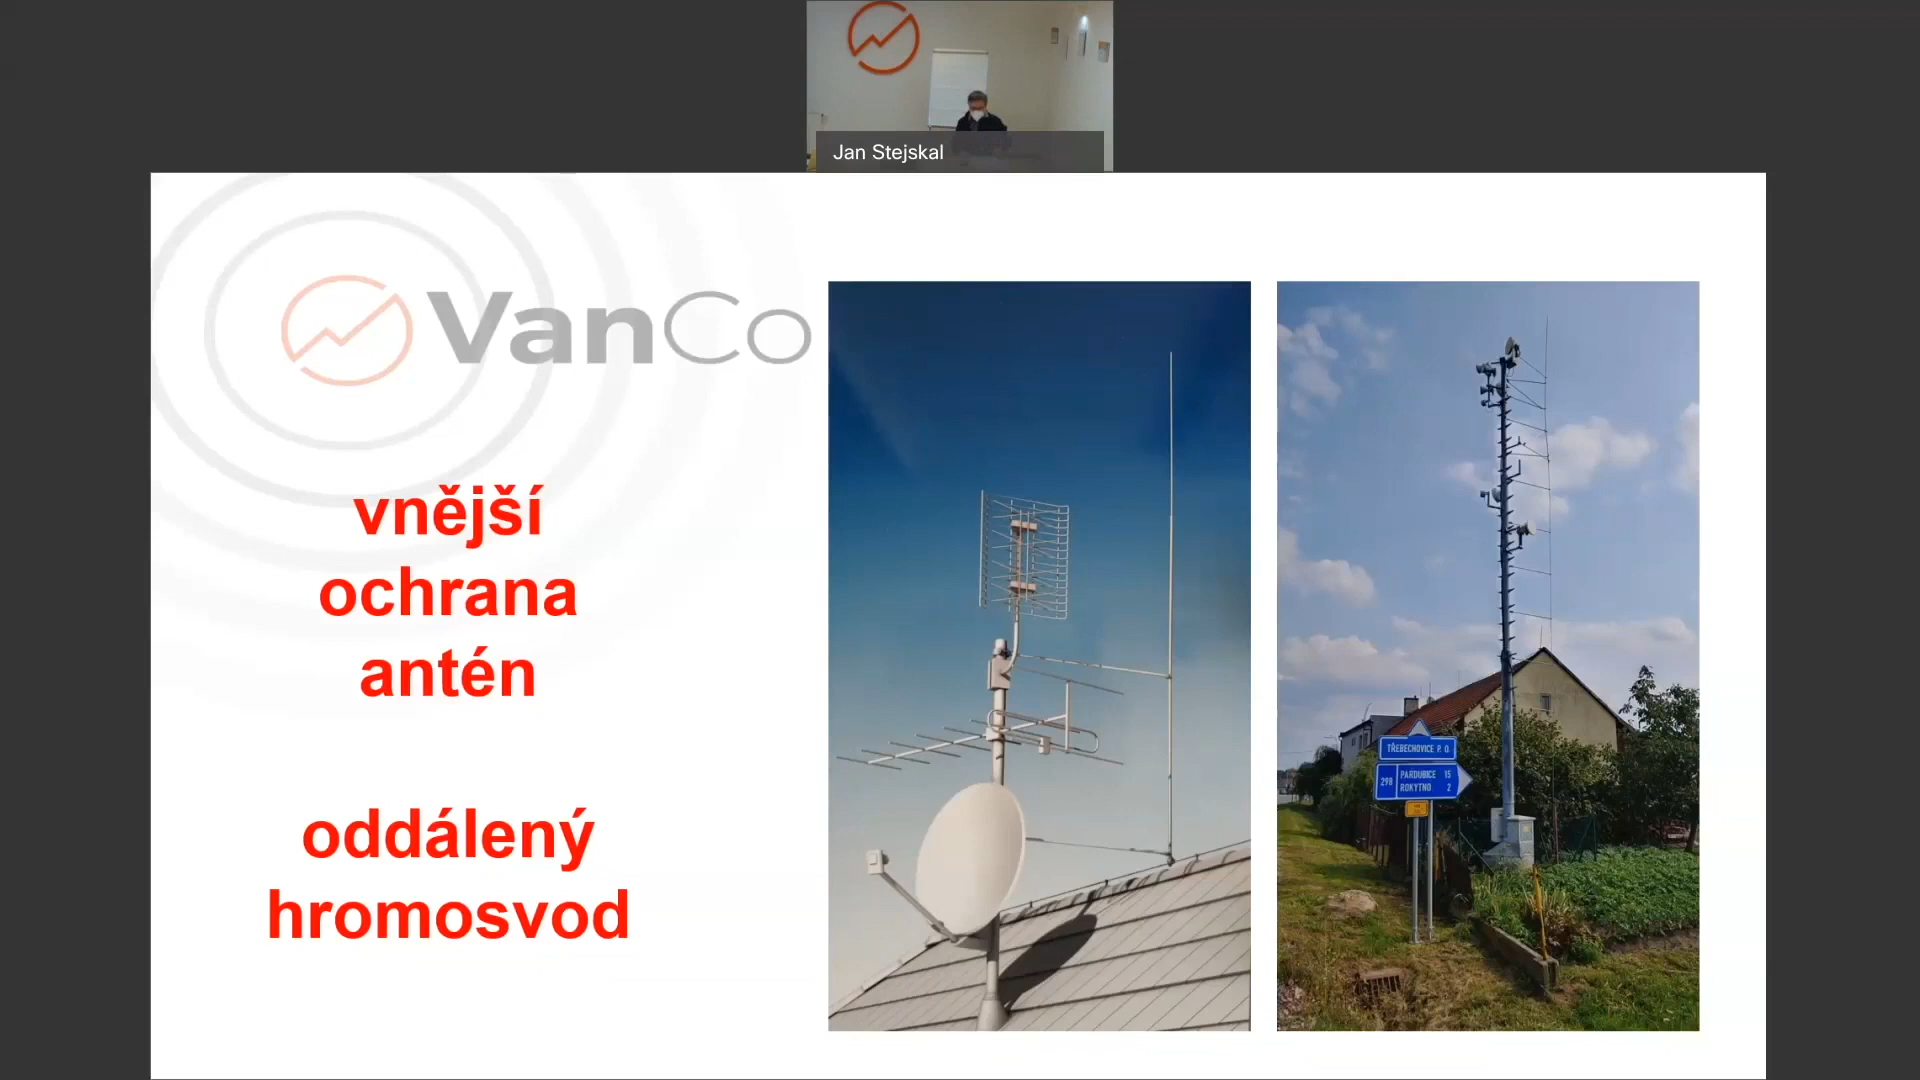 Jan Stejskal
VanCo
vnější
ochrana
antén
oddálený
hromosvod
TŘEBECHOVICE P. O.
298
PARDUBICE 15
ROKYTNO 2